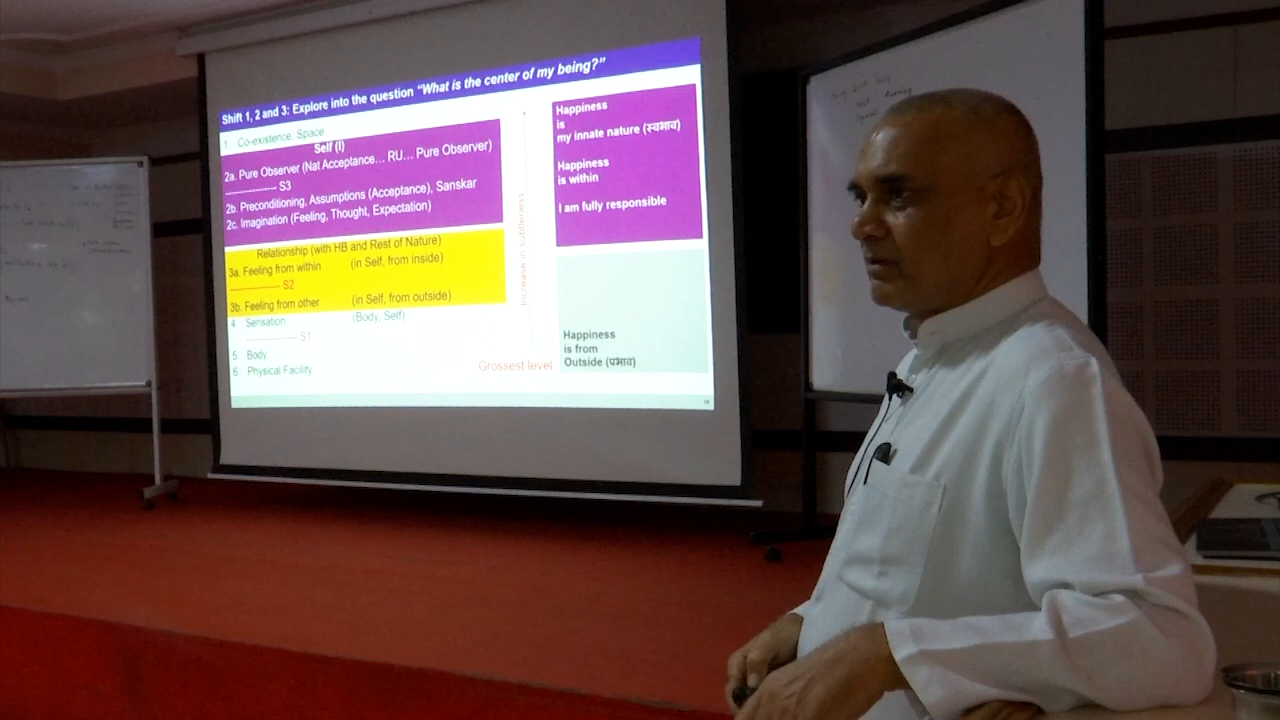 Shift 1, 2 and 3: Explore into the question “What is the center of my being?”
1. Co-existence, Space
Self (I)
2a. Pure Observer (Nat Acceptance... RU... Pure Observer)
---------------- S3
2b. Preconditioning, Assumptions (Acceptance), Sanskar
2c. Imagination (Feeling, Thought, Expectation)
Relationship (with HB and Rest of Nature)
3a. Feeling from within (in Self, from inside)
---------------- S2
3b. Feeling from other (in Self, from outside)
4. Sensation (Body, Self)
---------------- S1
5. Body
6. Physical Facility
Increase in subtleness
Grossest level
Happiness
is
my innate nature (स्वभाव)
Happiness
is within
I am fully responsible
Happiness
is from
Outside (प्रभाव)